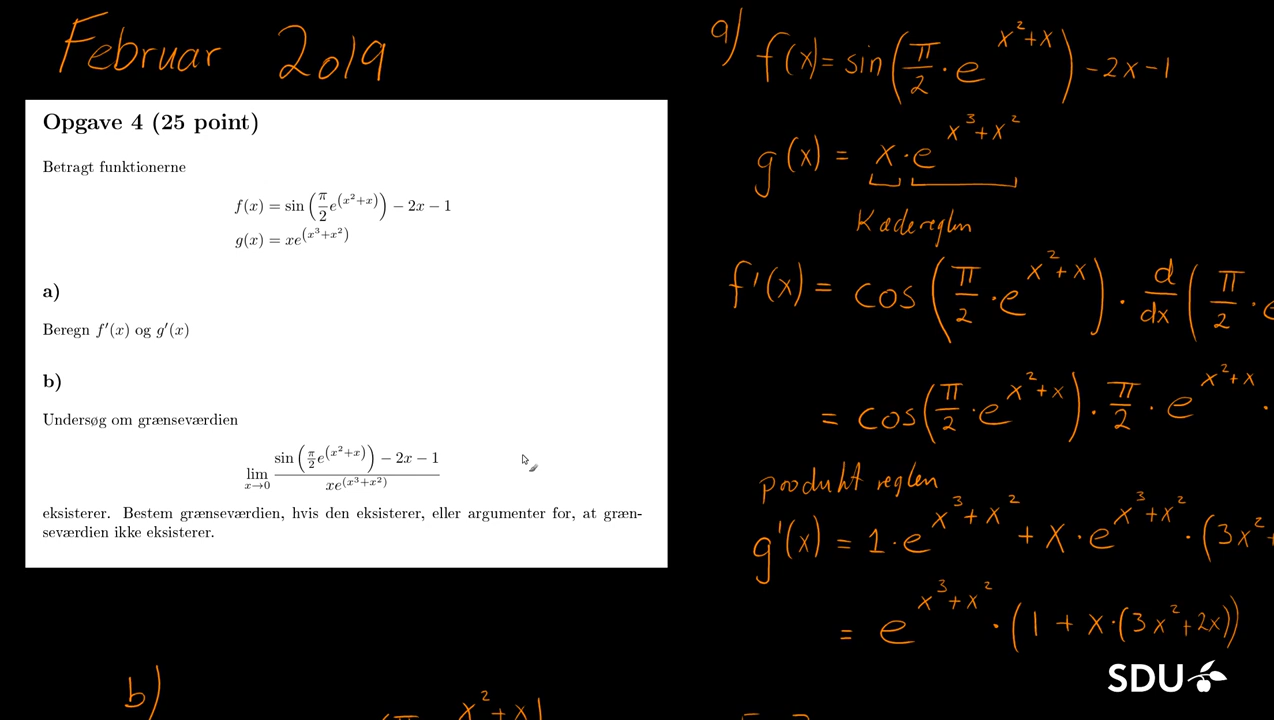 Februar 2019
Opgave 4 (25 point)
Betragt funktionerne
f(x) = sin(π/2 e^(x²+x)) − 2x − 1
g(x) = xe^(x³+x²)
a)
Beregn f′(x) og g′(x)
b)
Undersøg om grænseværdien
lim x→0 (sin(π/2 e^(x²+x)) − 2x − 1) / (xe^(x³+x²))
eksisterer. Bestem grænseværdien, hvis den eksisterer, eller argumenter for, at græn-
seværdien ikke eksisterer.
a) f(x) = sin(π/2 · e^(x²+x)) − 2x − 1
g(x) = x · e^(x³+x²)
Kædereglen
f′(x) = cos(π/2 · e^(x²+x)) · d/dx (π/2 · e
= cos(π/2 · e^(x²+x)) · π/2 · e^(x²+x) ·
produkt reglen
g′(x) = 1 · e^(x³+x²) + x · e^(x³+x²) · (3x² +
= e^(x³+x²) · (1 + x · (3x² + 2x))
b)
x²+x
SDU